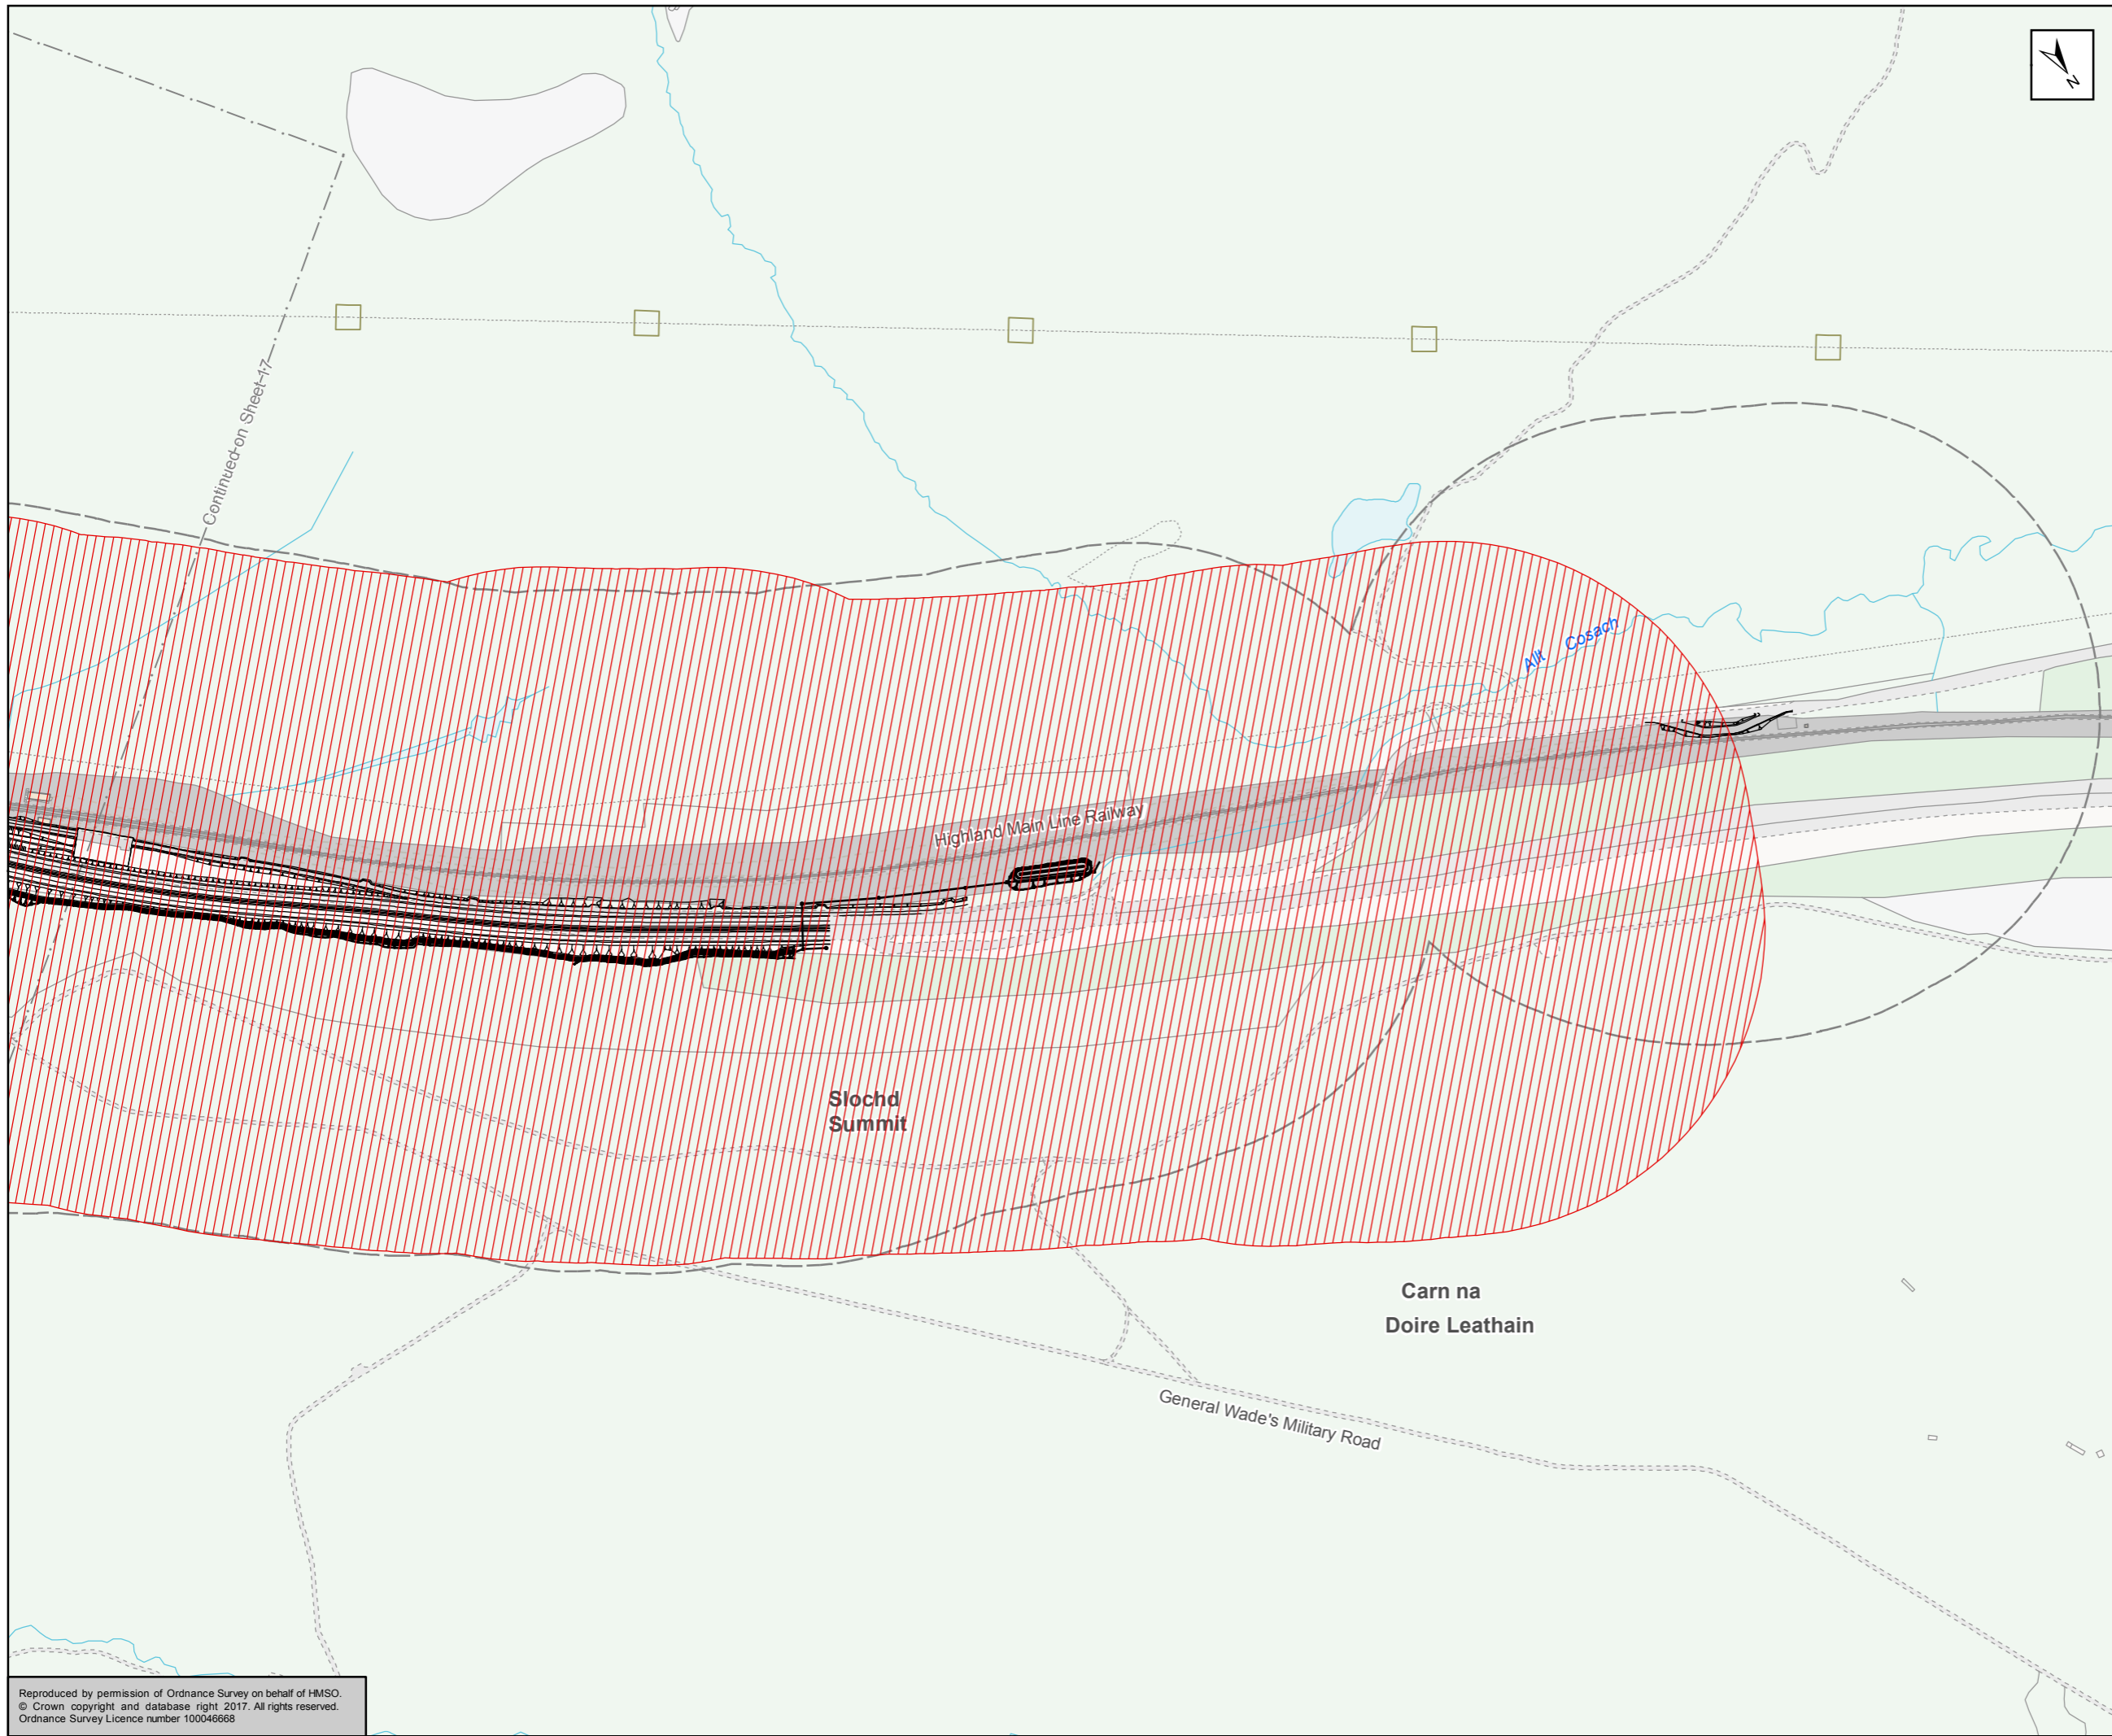 N
Continued on Sheet 17
Allt Cosach
Highland Main Line Railway
Slochd
Summit
Carn na
Doire Leathain
General Wade's Military Road
Reproduced by permission of Ordnance Survey on behalf of HMSO.
© Crown copyright and database right 2017. All rights reserved.
Ordnance Survey Licence number 100046668